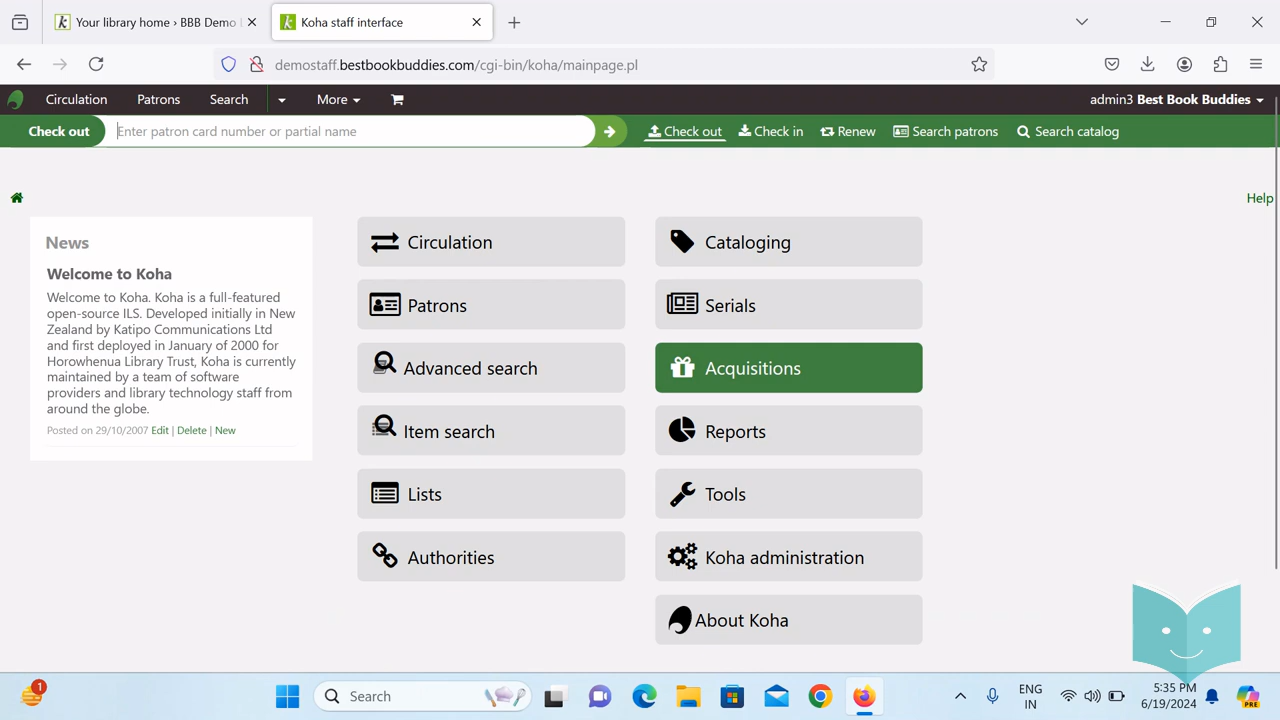 Your library home › BBB Demo
Koha staff interface
demostaff.bestbookbuddies.com/cgi-bin/koha/mainpage.pl
Circulation Patrons Search More admin3 Best Book Buddies
Check out Enter patron card number or partial name Check out Check in Renew Search patrons Search catalog
Help
News
Welcome to Koha
Welcome to Koha. Koha is a full-featured
open-source ILS. Developed initially in New
Zealand by Katipo Communications Ltd
and first deployed in January of 2000 for
Horowhenua Library Trust, Koha is currently
maintained by a team of software
providers and library technology staff from
around the globe.
Posted on 29/10/2007 Edit | Delete | New
Circulation
Cataloging
Patrons
Serials
Advanced search
Acquisitions
Item search
Reports
Lists
Tools
Authorities
Koha administration
About Koha
1
Search
ENG
IN
5:35 PM
6/19/2024
PRE